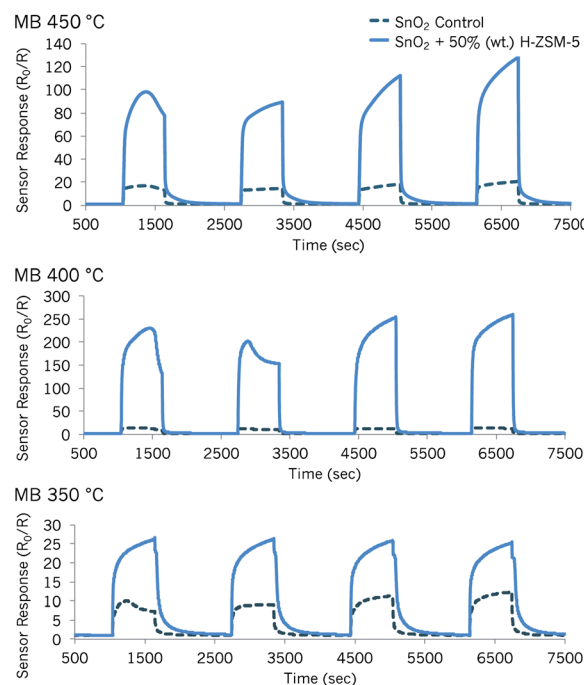 MB 450 °C
SnO2 Control
SnO2 + 50% (wt.) H-ZSM-5
Sensor Response (R0/R)
140
120
100
80
60
40
20
0
500 1500 2500 3500 4500 5500 6500 7500
Time (sec)
MB 400 °C
Sensor Response (R0/R)
300
250
200
150
100
50
0
500 1500 2500 3500 4500 5500 6500 7500
Time (sec)
MB 350 °C
Sensor Response (R0/R)
30
25
20
15
10
5
0
500 1500 2500 3500 4500 5500 6500 7500
Time (sec)